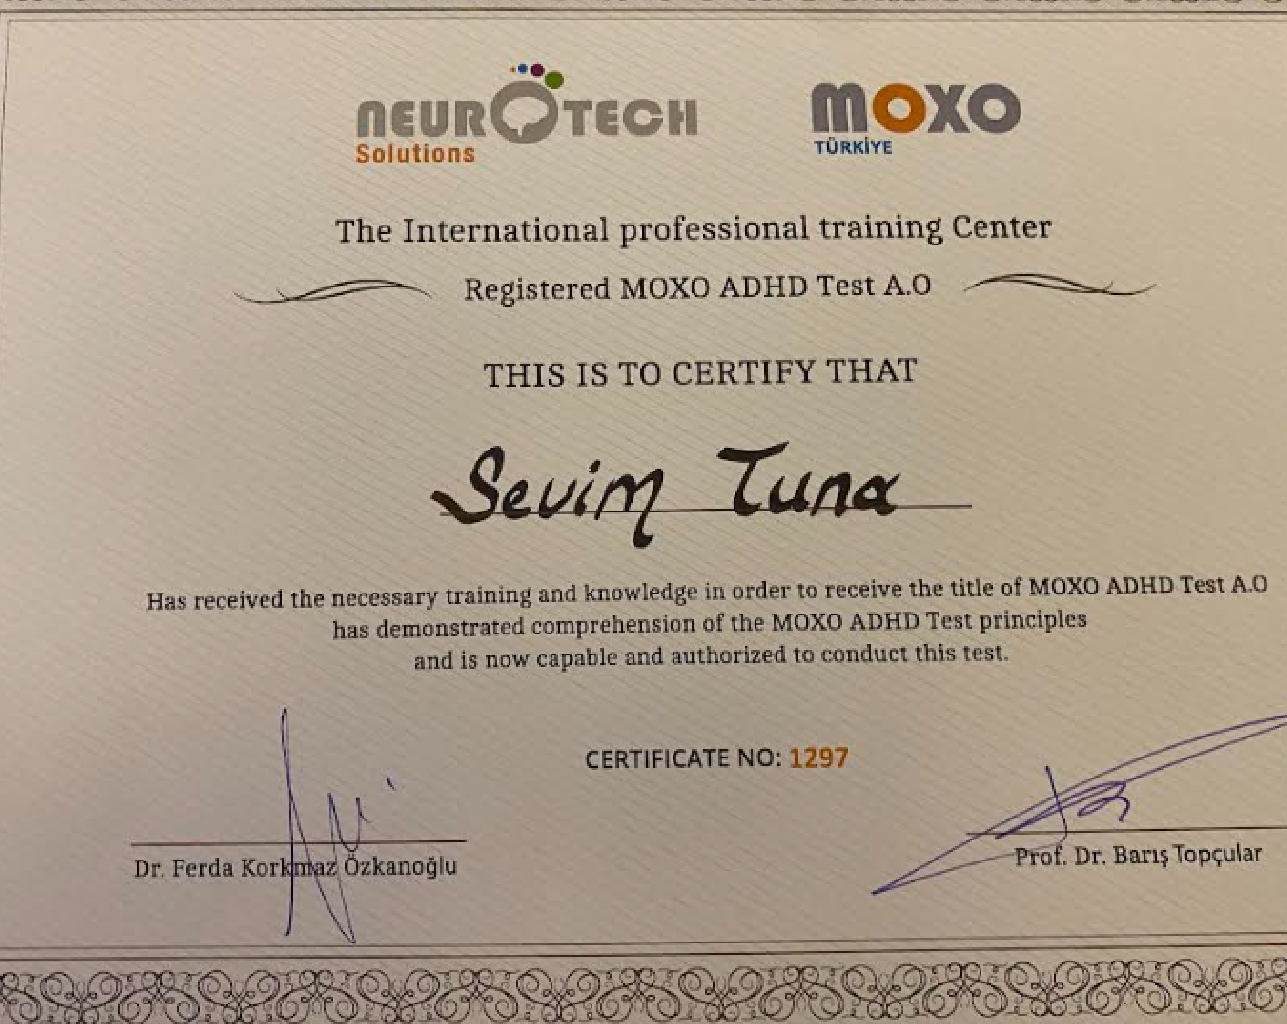 NEUROTECH
Solutions
MOXO
TÜRKİYE
The International professional training Center
Registered MOXO ADHD Test A.O
THIS IS TO CERTIFY THAT
Sevim Tuna
Has received the necessary training and knowledge in order to receive the title of MOXO ADHD Test A.O
has demonstrated comprehension of the MOXO ADHD Test principles
and is now capable and authorized to conduct this test.
CERTIFICATE NO: 1297
Dr. Ferda Korkmaz Özkanoğlu
Prof. Dr. Barış Topçular